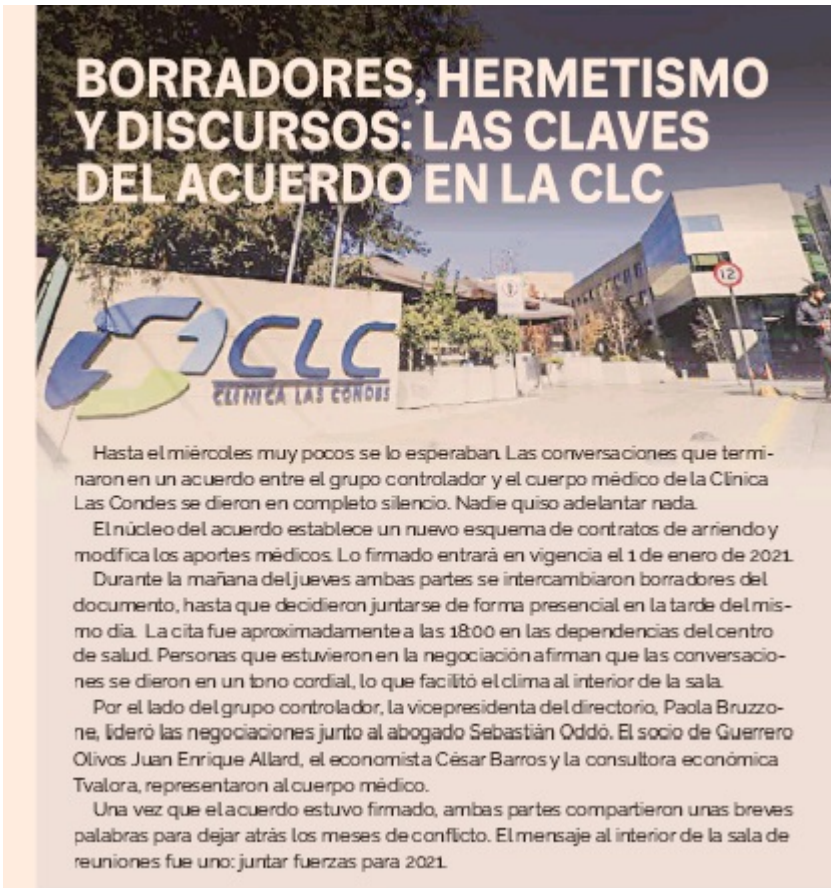 BORRADORES, HERMETISMO
Y DISCURSOS: LAS CLAVES
DEL ACUERDO EN LA CLC
12
CLC
CLINICA LAS CONDES
Hasta el miércoles muy pocos se lo esperaban. Las conversaciones que termi-
naron en un acuerdo entre el grupo controlador y el cuerpo médico de la Clínica
Las Condes se dieron en completo silencio. Nadie quiso adelantar nada.
El núcleo del acuerdo establece un nuevo esquema de contratos de arriendo y
modifica los aportes médicos. Lo firmado entrará en vigencia el 1 de enero de 2021.
Durante la mañana del jueves ambas partes se intercambiaron borradores del
documento, hasta que decidieron juntarse de forma presencial en la tarde del mis-
mo día. La cita fue aproximadamente a las 18:00 en las dependencias del centro
de salud. Personas que estuvieron en la negociación afirman que las conversacio-
nes se dieron en un tono cordial, lo que facilitó el clima al interior de la sala.
Por el lado del grupo controlador, la vicepresidenta del directorio, Paola Bruzzo-
ne, lideró las negociaciones junto al abogado Sebastián Oddó. El socio de Guerrero
Olivos Juan Enrique Allard, el economista César Barros y la consultora económica
Tvalora, representaron al cuerpo médico.
Una vez que el acuerdo estuvo firmado, ambas partes compartieron unas breves
palabras para dejar atrás los meses de conflicto. El mensaje al interior de la sala de
reuniones fue uno: juntar fuerzas para 2021.